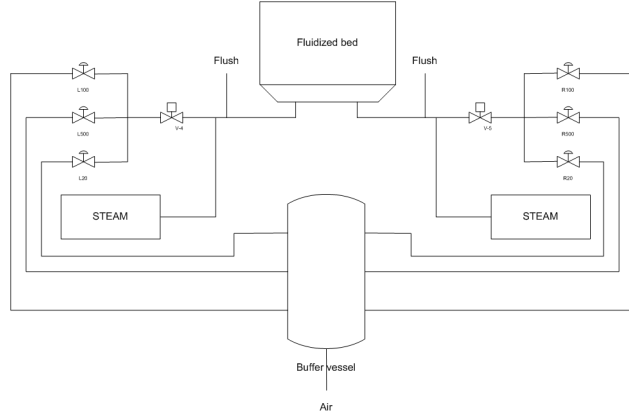 Fluidized bed
Flush
Flush
L100
R100
L500
V-4
V-5
R500
L20
R20
STEAM
STEAM
Buffer vessel
Air